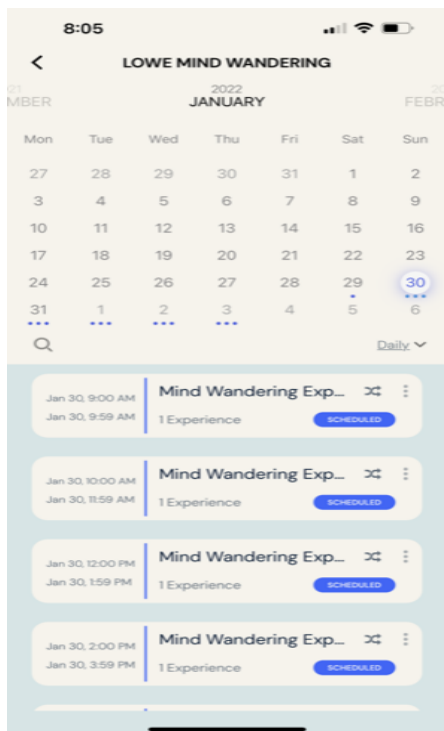 8:05
LOWE MIND WANDERING
21 2022 20
MBER JANUARY FEBR
Mon Tue Wed Thu Fri Sat Sun
27 28 29 30 31 1 2
3 4 5 6 7 8 9
10 11 12 13 14 15 16
17 18 19 20 21 22 23
24 25 26 27 28 29 30
31 1 2 3 4 5 6
Daily
Jan 30, 9:00 AM Mind Wandering Exp...
Jan 30, 9:59 AM 1 Experience SCHEDULED
Jan 30, 10:00 AM Mind Wandering Exp...
Jan 30, 11:59 AM 1 Experience SCHEDULED
Jan 30, 12:00 PM Mind Wandering Exp...
Jan 30, 1:59 PM 1 Experience SCHEDULED
Jan 30, 2:00 PM Mind Wandering Exp...
Jan 30, 3:59 PM 1 Experience SCHEDULED